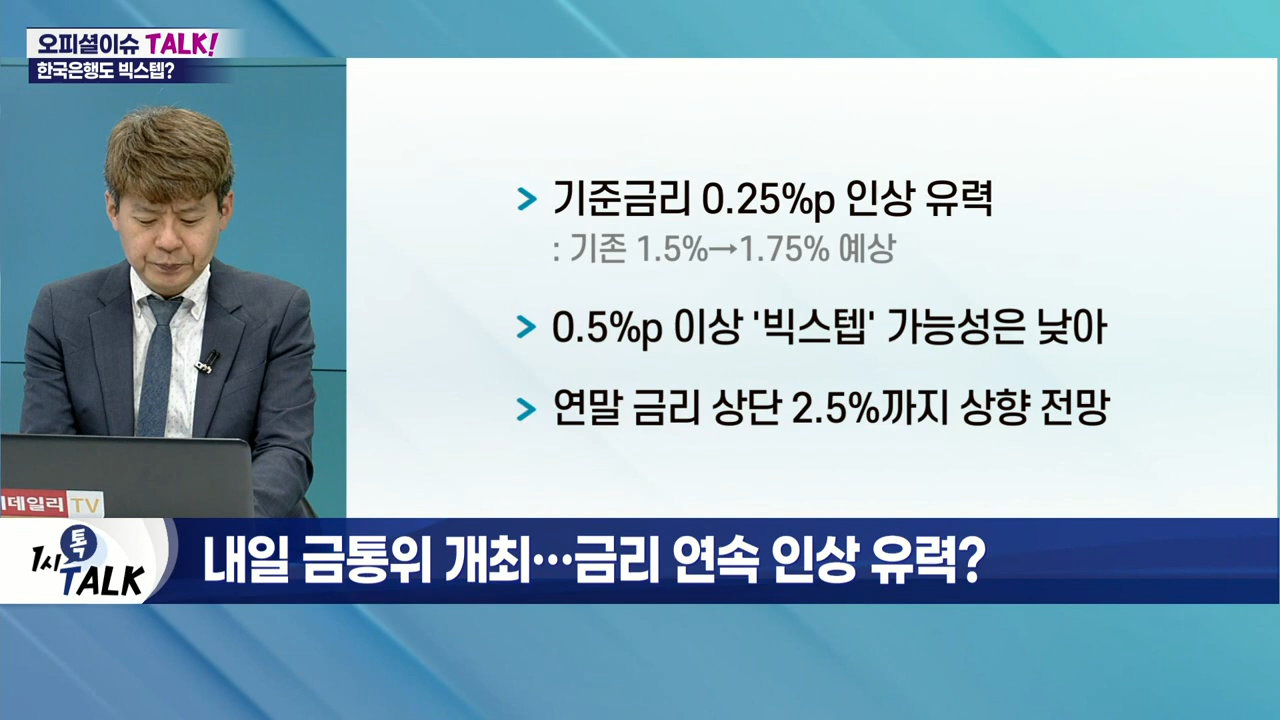 오피셜이슈 TALK!
한국은행도 빅스텝?
> 기준금리 0.25%p 인상 유력
: 기존 1.5%→1.75% 예상
> 0.5%p 이상 '빅스텝' 가능성은 낮아
> 연말 금리 상단 2.5%까지 상향 전망
이데일리 TV
1시 톡 TALK
내일 금통위 개최…금리 연속 인상 유력?